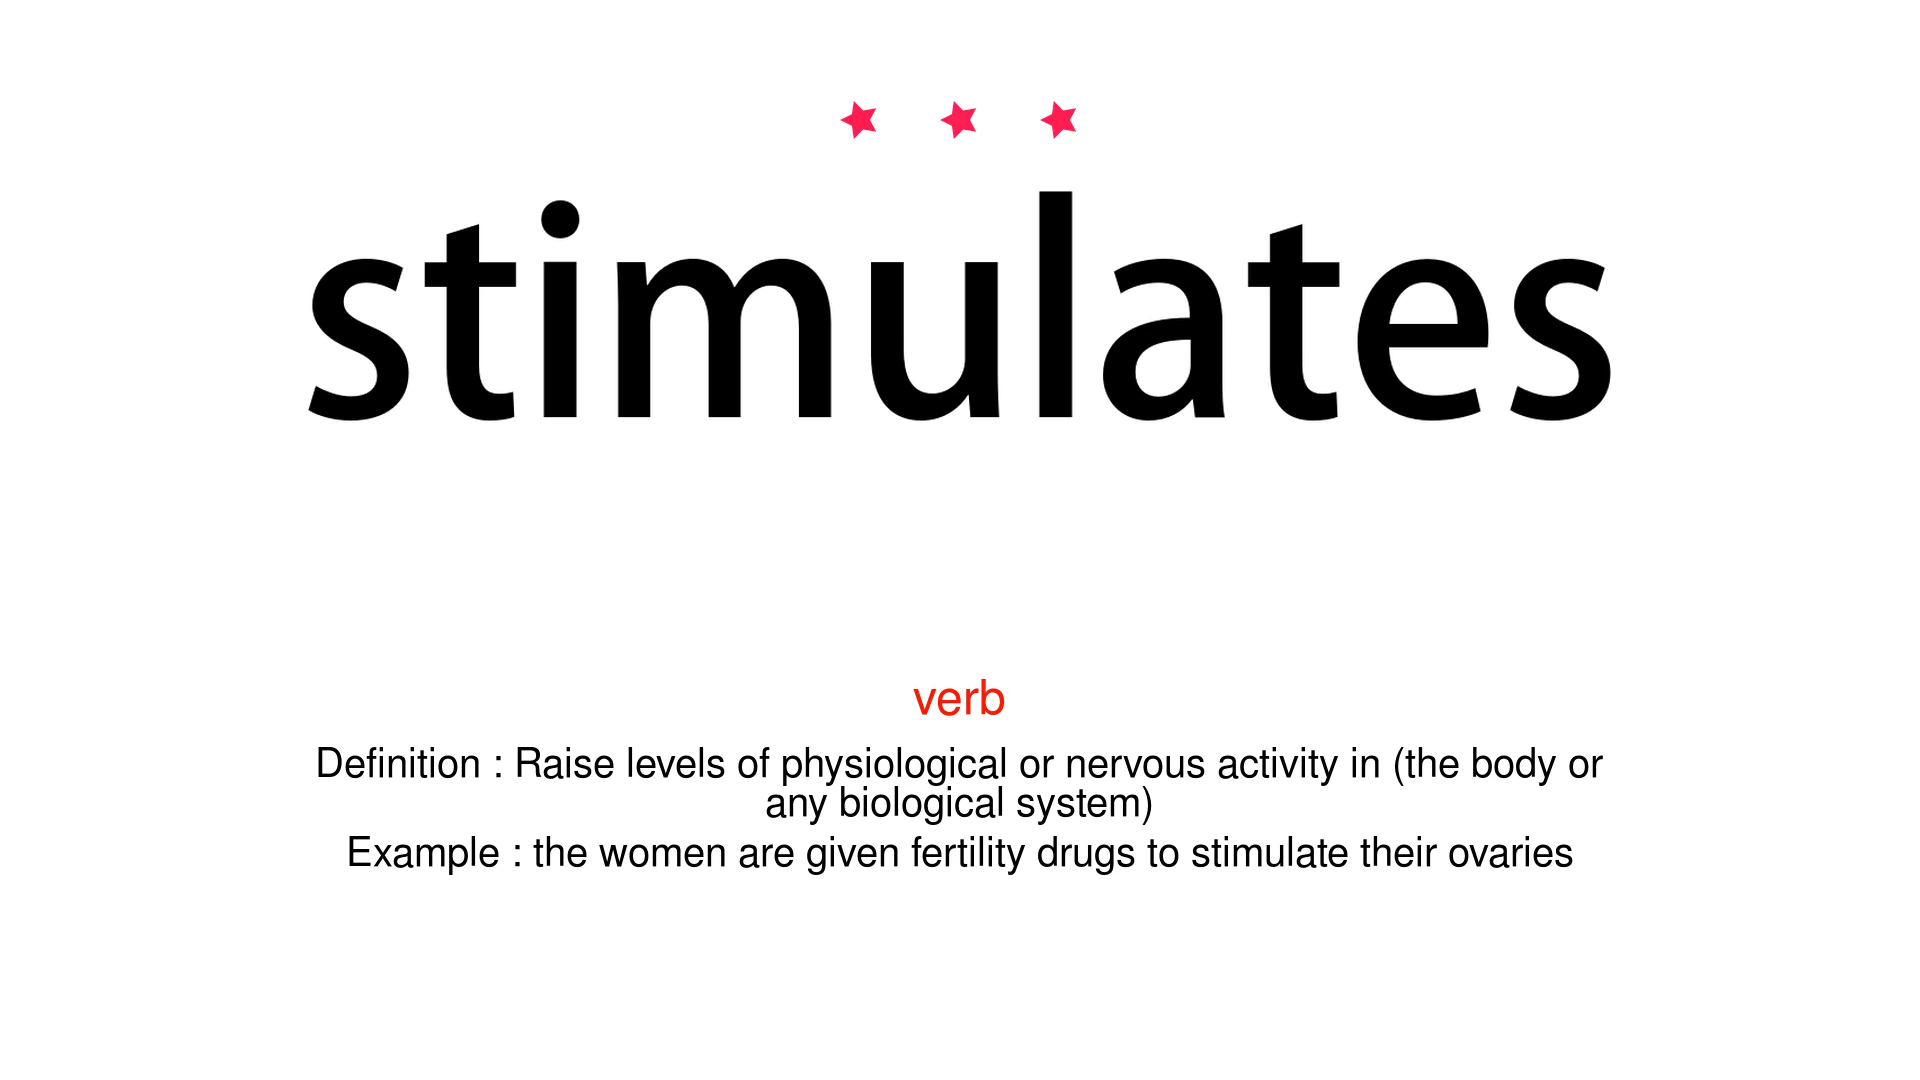 stimulates
verb
Definition : Raise levels of physiological or nervous activity in (the body or
any biological system)
Example : the women are given fertility drugs to stimulate their ovaries